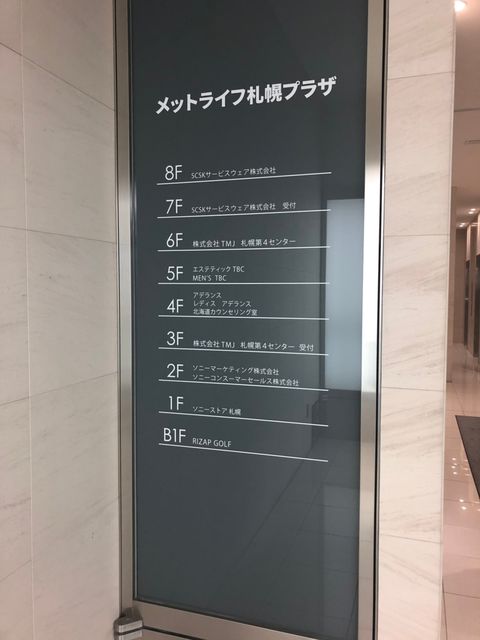 メットライフ札幌プラザ
8F SCSKサービスウェア株式会社
7F SCSKサービスウェア株式会社 受付
6F 株式会社TMJ 札幌第4センター
5F エステティックTBC
MEN'S TBC
4F アデランス
レディス アデランス
北海道カウンセリング室
3F 株式会社TMJ 札幌第4センター 受付
2F ソニーマーケティング株式会社
ソニーコンスーマーセールス株式会社
1F ソニーストア 札幌
B1F RIZAP GOLF